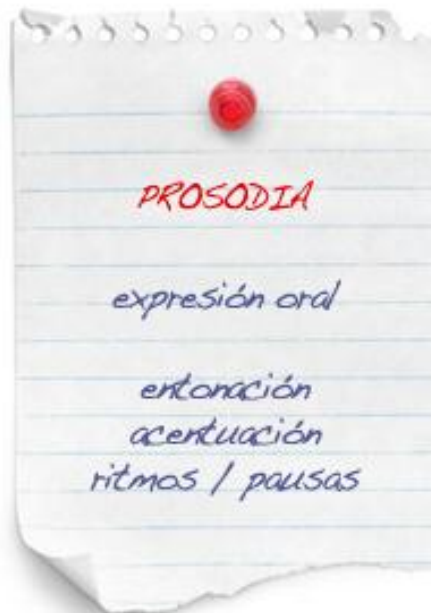 PROSODIA
expresión oral
entonación
acentuación
ritmos / pausas